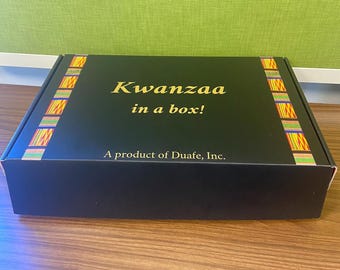 Kwanzaa
in a box!
A product of Duafe, Inc.